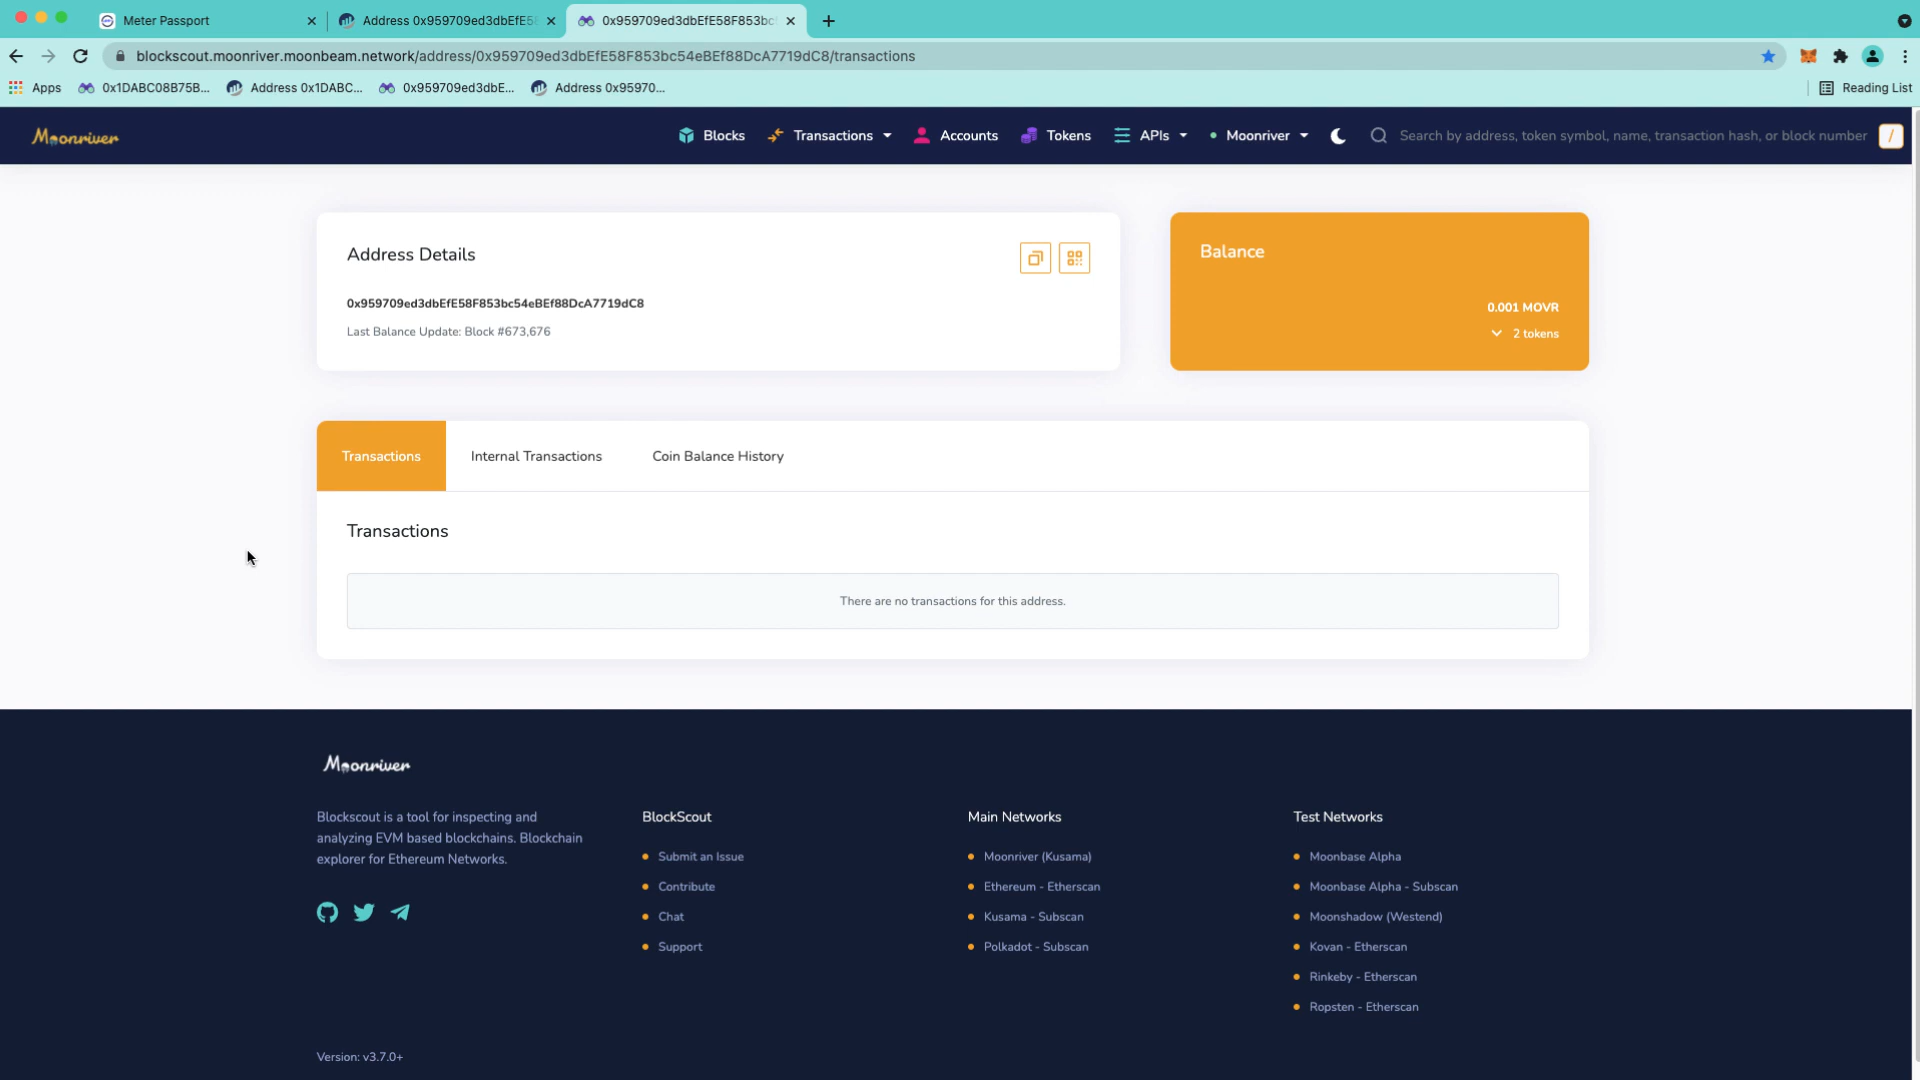 Meter Passport
Address 0x959709ed3dbEfE58
0x959709ed3dbEfE58F853bc
blockscout.moonriver.moonbeam.network/address/0x959709ed3dbEfE58F853bc54eBEf88DcA7719dC8/transactions
Apps
0x1DABC08B75B...
Address 0x1DABC...
0x959709ed3dbE...
Address 0x95970...
Reading List
Moonriver
Blocks
Transactions
Accounts
Tokens
APIs
Moonriver
Search by address, token symbol, name, transaction hash, or block number
/
Address Details
0x959709ed3dbEfE58F853bc54eBEf88DcA7719dC8
Last Balance Update: Block #673,676
Balance
0.001 MOVR
2 tokens
Transactions
Internal Transactions
Coin Balance History
Transactions
There are no transactions for this address.
Moonriver
Blockscout is a tool for inspecting and
analyzing EVM based blockchains. Blockchain
explorer for Ethereum Networks.
BlockScout
Submit an Issue
Contribute
Chat
Support
Main Networks
Moonriver (Kusama)
Ethereum - Etherscan
Kusama - Subscan
Polkadot - Subscan
Test Networks
Moonbase Alpha
Moonbase Alpha - Subscan
Moonshadow (Westend)
Kovan - Etherscan
Rinkeby - Etherscan
Ropsten - Etherscan
Version: v3.7.0+